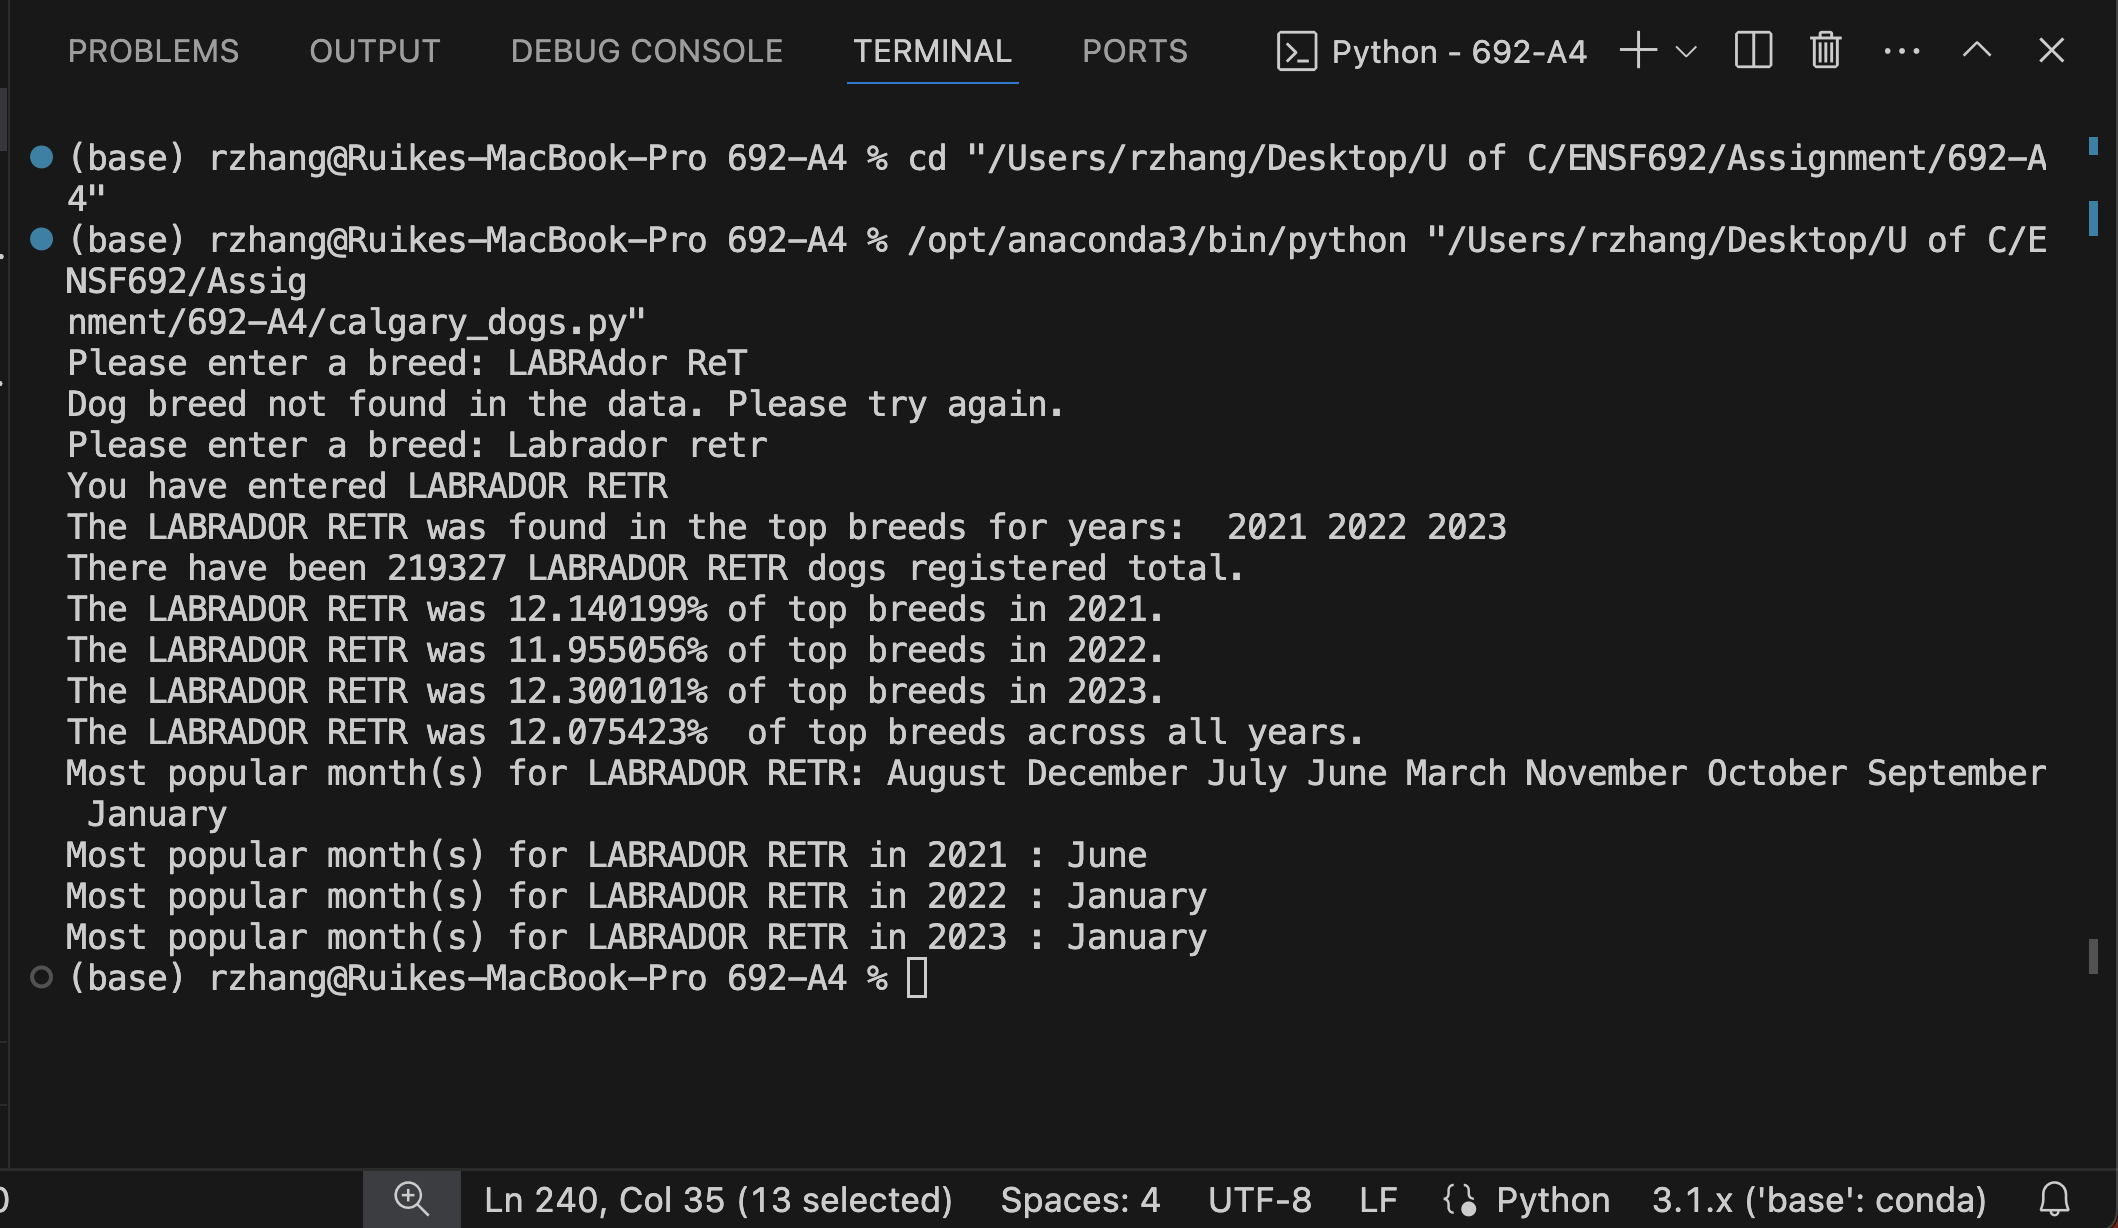 PROBLEMS OUTPUT DEBUG CONSOLE TERMINAL PORTS Python - 692-A4
(base) rzhang@Ruikes-MacBook-Pro 692-A4 % cd "/Users/rzhang/Desktop/U of C/ENSF692/Assignment/692-A
4"
(base) rzhang@Ruikes-MacBook-Pro 692-A4 % /opt/anaconda3/bin/python "/Users/rzhang/Desktop/U of C/E
NSF692/Assig
nment/692-A4/calgary_dogs.py"
Please enter a breed: LABRAdor ReT
Dog breed not found in the data. Please try again.
Please enter a breed: Labrador retr
You have entered LABRADOR RETR
The LABRADOR RETR was found in the top breeds for years:  2021 2022 2023
There have been 219327 LABRADOR RETR dogs registered total.
The LABRADOR RETR was 12.140199% of top breeds in 2021.
The LABRADOR RETR was 11.955056% of top breeds in 2022.
The LABRADOR RETR was 12.300101% of top breeds in 2023.
The LABRADOR RETR was 12.075423%  of top breeds across all years.
Most popular month(s) for LABRADOR RETR: August December July June March November October September
 January
Most popular month(s) for LABRADOR RETR in 2021 : June
Most popular month(s) for LABRADOR RETR in 2022 : January
Most popular month(s) for LABRADOR RETR in 2023 : January
(base) rzhang@Ruikes-MacBook-Pro 692-A4 %
Ln 240, Col 35 (13 selected) Spaces: 4 UTF-8 LF Python 3.1.x ('base': conda)